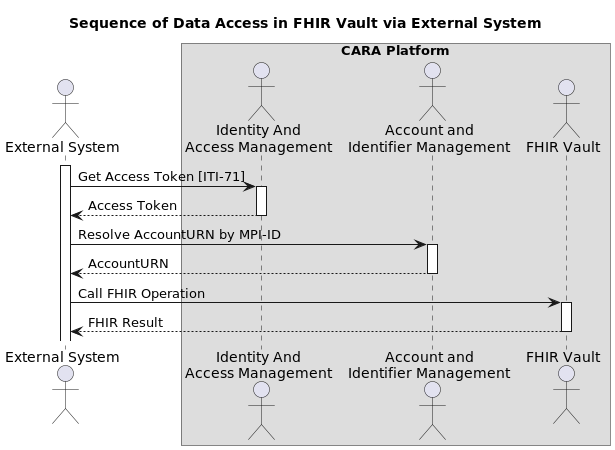 Sequence of Data Access in FHIR Vault via External System
CARA Platform
External System
Identity And
Access Management
Account and
Identifier Management
FHIR Vault
Get Access Token [ITI-71]
Access Token
Resolve AccountURN by MPI-ID
AccountURN
Call FHIR Operation
FHIR Result
External System
Identity And
Access Management
Account and
Identifier Management
FHIR Vault